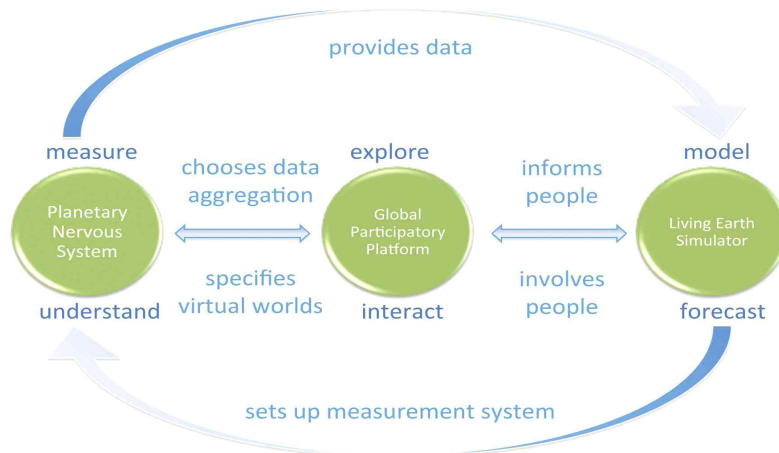 provides data
measure
explore
model
chooses data
aggregation
informs
people
Planetary
Nervous
System
Global
Participatory
Platform
Living Earth
Simulator
specifies
virtual worlds
involves
people
understand
interact
forecast
sets up measurement system